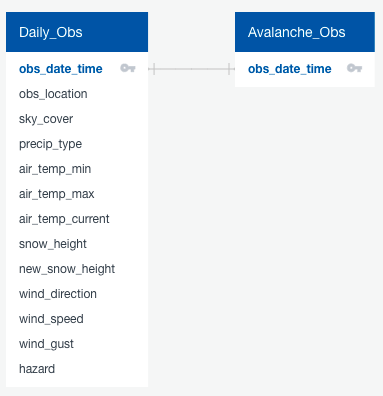 Daily_Obs
obs_date_time
obs_location
sky_cover
precip_type
air_temp_min
air_temp_max
air_temp_current
snow_height
new_snow_height
wind_direction
wind_speed
wind_gust
hazard
Avalanche_Obs
obs_date_time